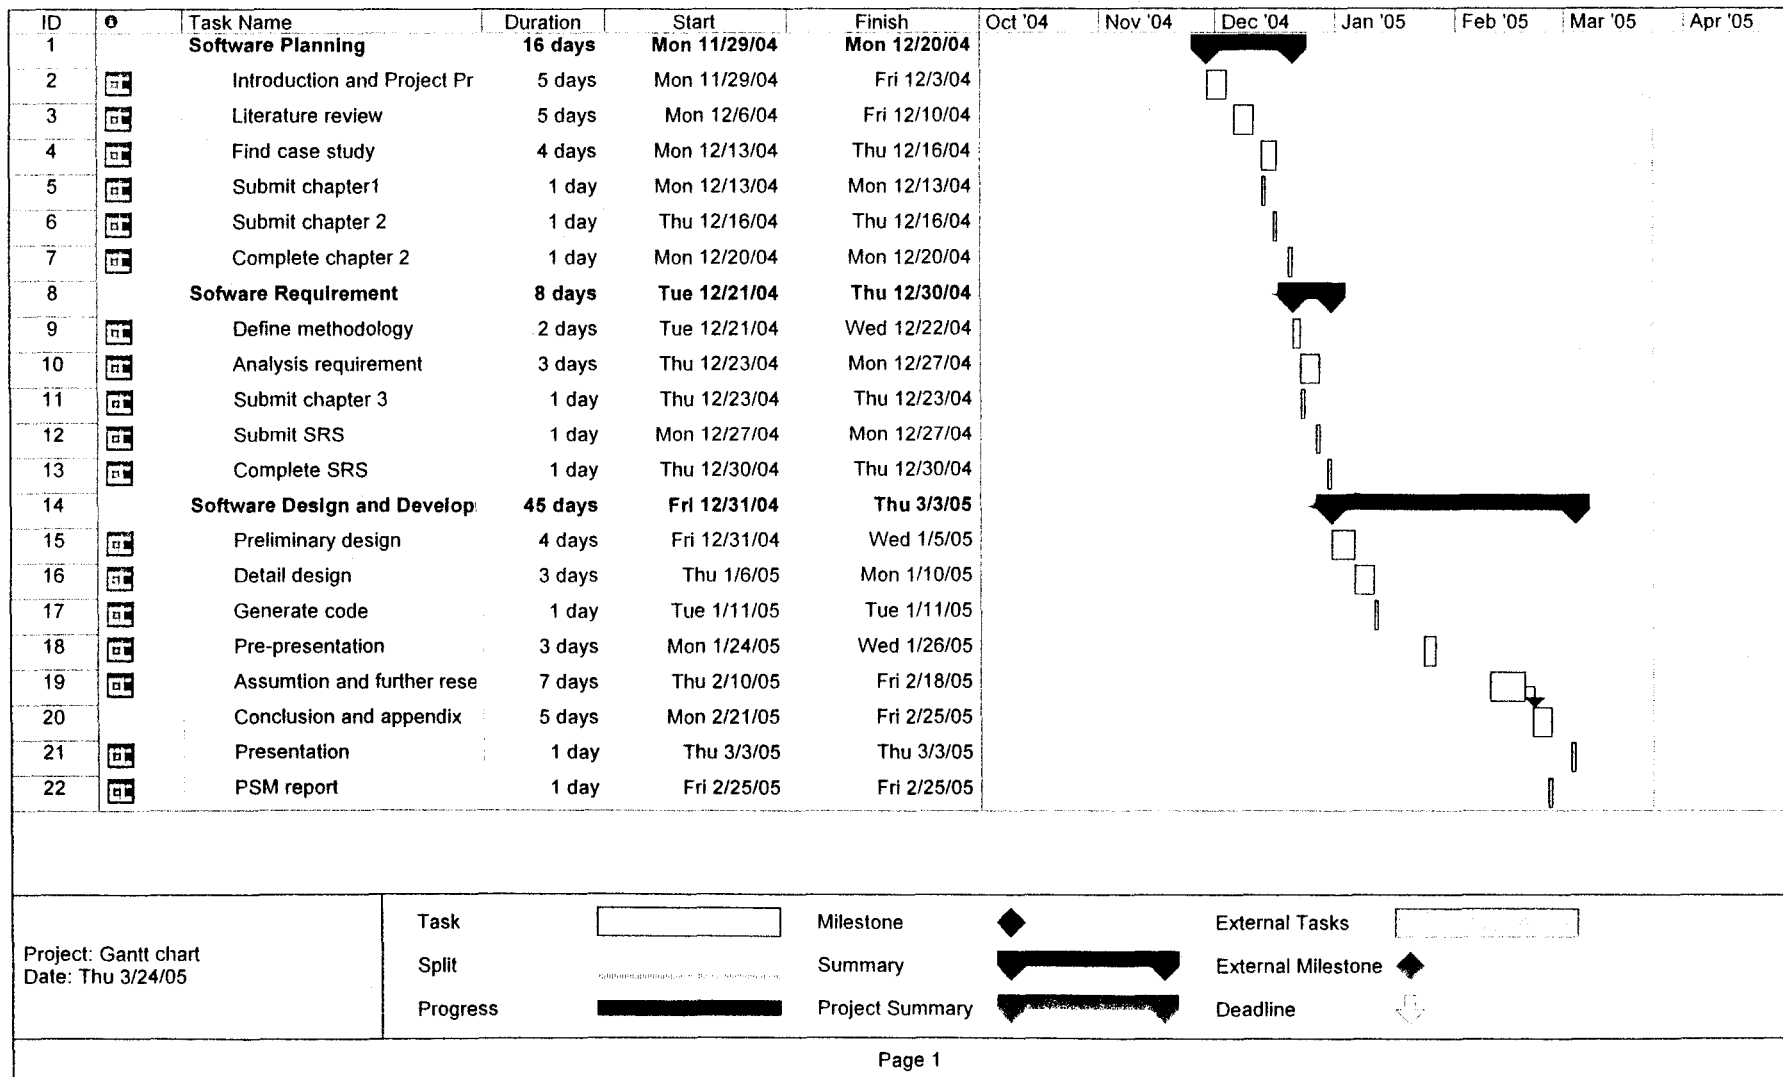 ID Task Name Duration Start Finish Oct '04 Nov '04 Dec '04 Jan '05 Feb '05 Mar '05 Apr '05
1 Software Planning 16 days Mon 11/29/04 Mon 12/20/04
2 Introduction and Project Pr 5 days Mon 11/29/04 Fri 12/3/04
3 Literature review 5 days Mon 12/6/04 Fri 12/10/04
4 Find case study 4 days Mon 12/13/04 Thu 12/16/04
5 Submit chapter1 1 day Mon 12/13/04 Mon 12/13/04
6 Submit chapter 2 1 day Thu 12/16/04 Thu 12/16/04
7 Complete chapter 2 1 day Mon 12/20/04 Mon 12/20/04
8 Sofware Requirement 8 days Tue 12/21/04 Thu 12/30/04
9 Define methodology 2 days Tue 12/21/04 Wed 12/22/04
10 Analysis requirement 3 days Thu 12/23/04 Mon 12/27/04
11 Submit chapter 3 1 day Thu 12/23/04 Thu 12/23/04
12 Submit SRS 1 day Mon 12/27/04 Mon 12/27/04
13 Complete SRS 1 day Thu 12/30/04 Thu 12/30/04
14 Software Design and Develop 45 days Fri 12/31/04 Thu 3/3/05
15 Preliminary design 4 days Fri 12/31/04 Wed 1/5/05
16 Detail design 3 days Thu 1/6/05 Mon 1/10/05
17 Generate code 1 day Tue 1/11/05 Tue 1/11/05
18 Pre-presentation 3 days Mon 1/24/05 Wed 1/26/05
19 Assumtion and further rese 7 days Thu 2/10/05 Fri 2/18/05
20 Conclusion and appendix 5 days Mon 2/21/05 Fri 2/25/05
21 Presentation 1 day Thu 3/3/05 Thu 3/3/05
22 PSM report 1 day Fri 2/25/05 Fri 2/25/05
Project: Gantt chart
Date: Thu 3/24/05
Task Milestone External Tasks
Split Summary External Milestone
Progress Project Summary Deadline
Page 1